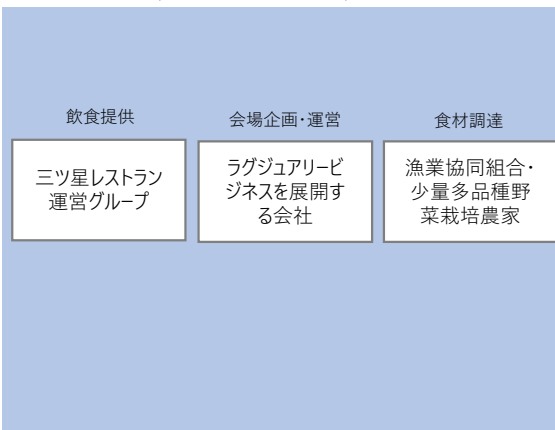 飲食提供
会場企画・運営
食材調達
三ツ星レストラン
運営グループ
ラグジュアリービ
ジネスを展開す
る会社
漁業協同組合・
少量多品種野
菜栽培農家